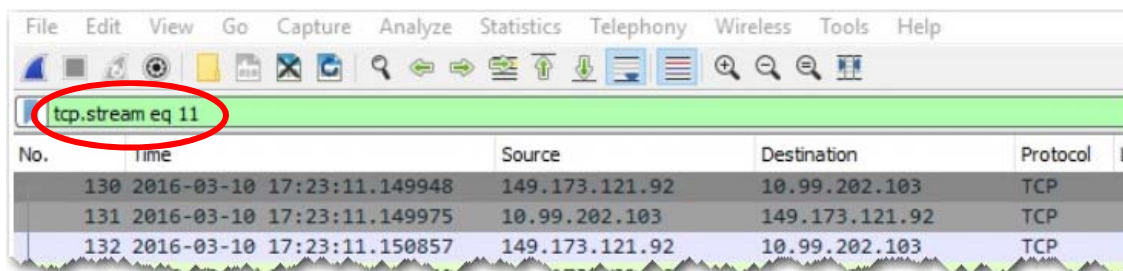 File Edit View Go Capture Analyze Statistics Telephony Wireless Tools Help
tcp.stream eq 11
No. Time Source Destination Protocol
130 2016-03-10 17:23:11.149948 149.173.121.92 10.99.202.103 TCP
131 2016-03-10 17:23:11.149975 10.99.202.103 149.173.121.92 TCP
132 2016-03-10 17:23:11.150857 149.173.121.92 10.99.202.103 TCP